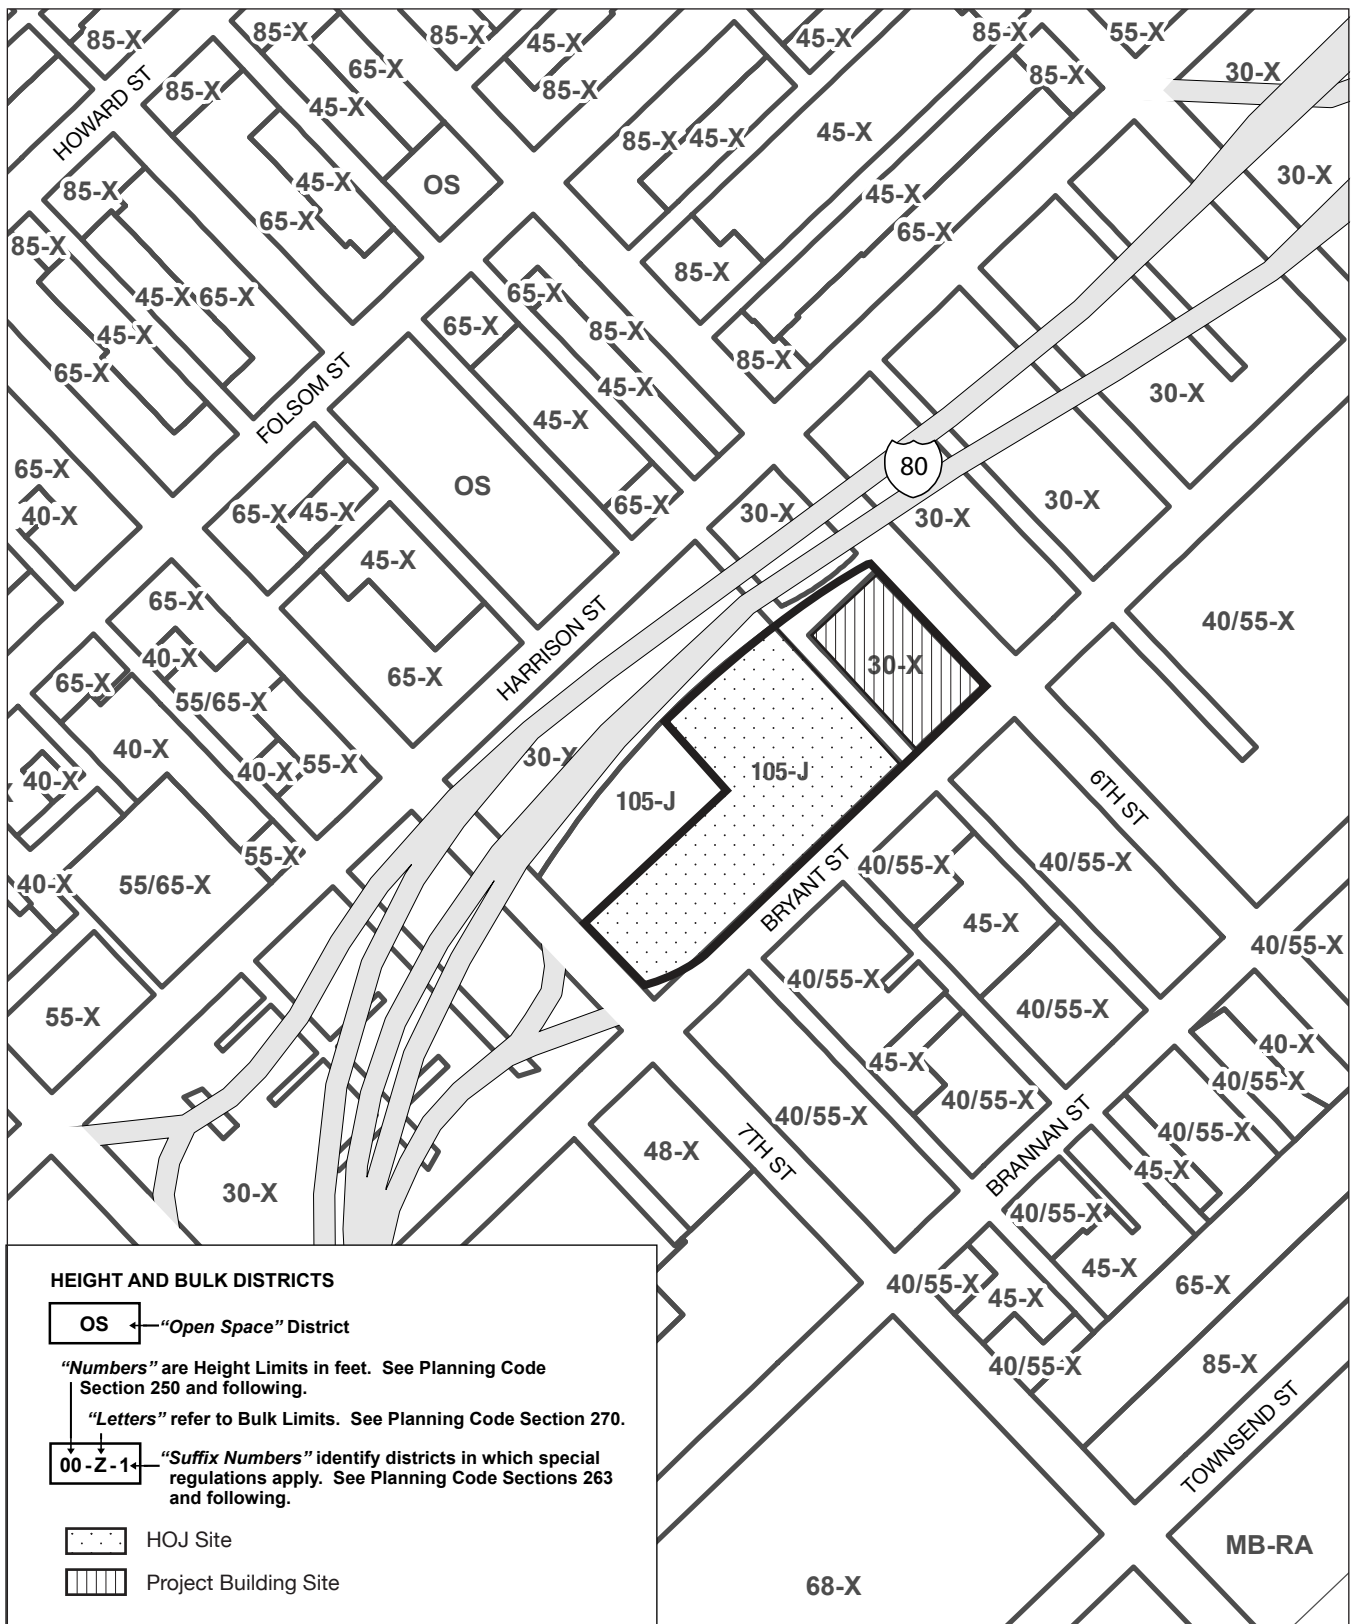 85-X
85-X
85-X
45-X
45-X
85-X
55-X
HOWARD ST
65-X
30-X
85-X
45-X
85-X
85-X
85-X
45-X
45-X
45-X
OS
30-X
85-X
45-X
65-X
45-X
65-X
85-X
85-X
45-X
65-X
65-X
45-X
65-X
85-X
65-X
FOLSOM ST
85-X
45-X
30-X
45-X
65-X
80
40-X
65-X
45-X
OS
65-X
30-X
30-X
30-X
45-X
65-X
40-X
HARRISON ST
40/55-X
65-X
65-X
30-X
55/65-X
40-X
30-X
40-X
40-X
55-X
105-J
105-J
6TH ST
55-X
40-X
55/65-X
BRYANT ST
40/55-X
40/55-X
45-X
40/55-X
40/55-X
55-X
40/55-X
45-X
40-X
40/55-X
40/55-X
40/55-X
BRANNAN ST
7TH ST
48-X
40/55-X
45-X
30-X
40/55-X
45-X
65-X
40/55-X
45-X
40/55-X
85-X
TOWNSEND ST
MB-RA
68-X
HEIGHT AND BULK DISTRICTS
OS "Open Space" District
"Numbers" are Height Limits in feet. See Planning Code
Section 250 and following.
"Letters" refer to Bulk Limits. See Planning Code Section 270.
00-Z-1 "Suffix Numbers" identify districts in which special
regulations apply. See Planning Code Sections 263
and following.
HOJ Site
Project Building Site